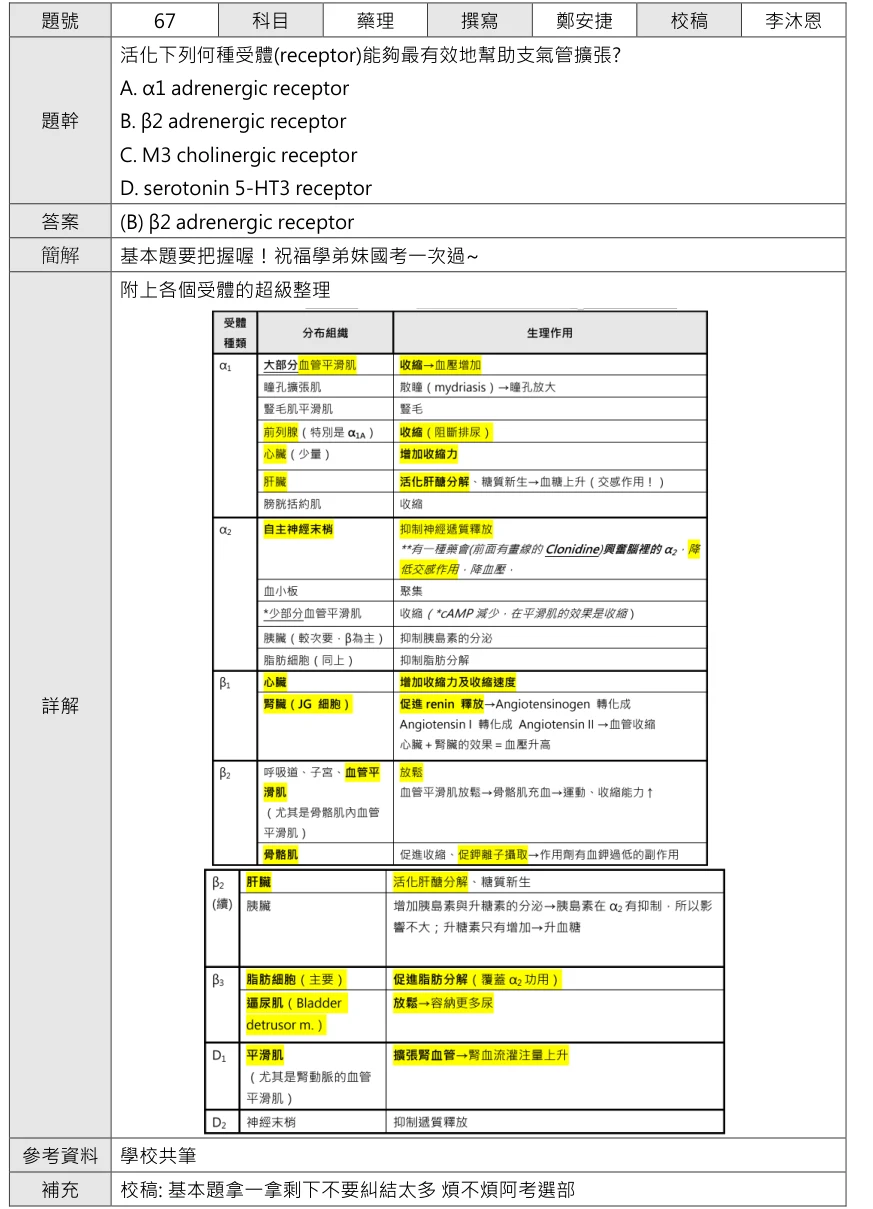 題號 67 科目 藥理 撰寫 鄭安捷 校稿 李沐恩
題幹
活化下列何種受體(receptor)能夠最有效地幫助支氣管擴張?
A. α1 adrenergic receptor
B. β2 adrenergic receptor
C. M3 cholinergic receptor
D. serotonin 5-HT3 receptor
答案 (B) β2 adrenergic receptor
簡解 基本題要把握喔！祝福學弟妹國考一次過~
詳解
附上各個受體的超級整理
受體種類 分布組織 生理作用
α₁ 大部分血管平滑肌 收縮→血壓增加
瞳孔擴張肌 散瞳（mydriasis）→瞳孔放大
豎毛肌平滑肌 豎毛
前列腺（特別是 α1A） 收縮（阻斷排尿）
心臟（少量） 增加收縮力
肝臟 活化肝醣分解、糖質新生→血糖上升（交感作用！）
膀胱括約肌 收縮
α₂ 自主神經末梢 抑制神經遞質釋放
**有一種藥會(前面有畫線的 Clonidine)興奮腦裡的 α₂，降
低交感作用，降血壓．
血小板 聚集
*少部分血管平滑肌 收縮（*cAMP 減少，在平滑肌的效果是收縮）
胰臟（較次要，β為主） 抑制胰島素的分泌
脂肪細胞（同上） 抑制脂肪分解
β₁ 心臟 增加收縮力及收縮速度
腎臟（JG 細胞） 促進 renin 釋放→Angiotensinogen 轉化成
Angiotensin I 轉化成 Angiotensin II →血管收縮
心臟＋腎臟的效果＝血壓升高
β₂ 呼吸道、子宮、血管平 放鬆
滑肌 血管平滑肌放鬆→骨骼肌充血→運動、收縮能力↑
（尤其是骨骼肌內血管
平滑肌）
骨骼肌 促進收縮、促鉀離子攝取→作用劑有血鉀過低的副作用
β₂ 肝臟 活化肝醣分解、糖質新生
(續) 胰臟 增加胰島素與升糖素的分泌→胰島素在 α₂ 有抑制，所以影
響不大；升糖素只有增加→升血糖
β₃ 脂肪細胞（主要） 促進脂肪分解（覆蓋 α₂ 功用）
逼尿肌（Bladder 放鬆→容納更多尿
detrusor m.）
D₁ 平滑肌 擴張腎血管→腎血流灌注量上升
（尤其是腎動脈的血管
平滑肌）
D₂ 神經末梢 抑制遞質釋放
參考資料 學校共筆
補充 校稿: 基本題拿一拿剩下不要糾結太多 煩不煩阿考選部